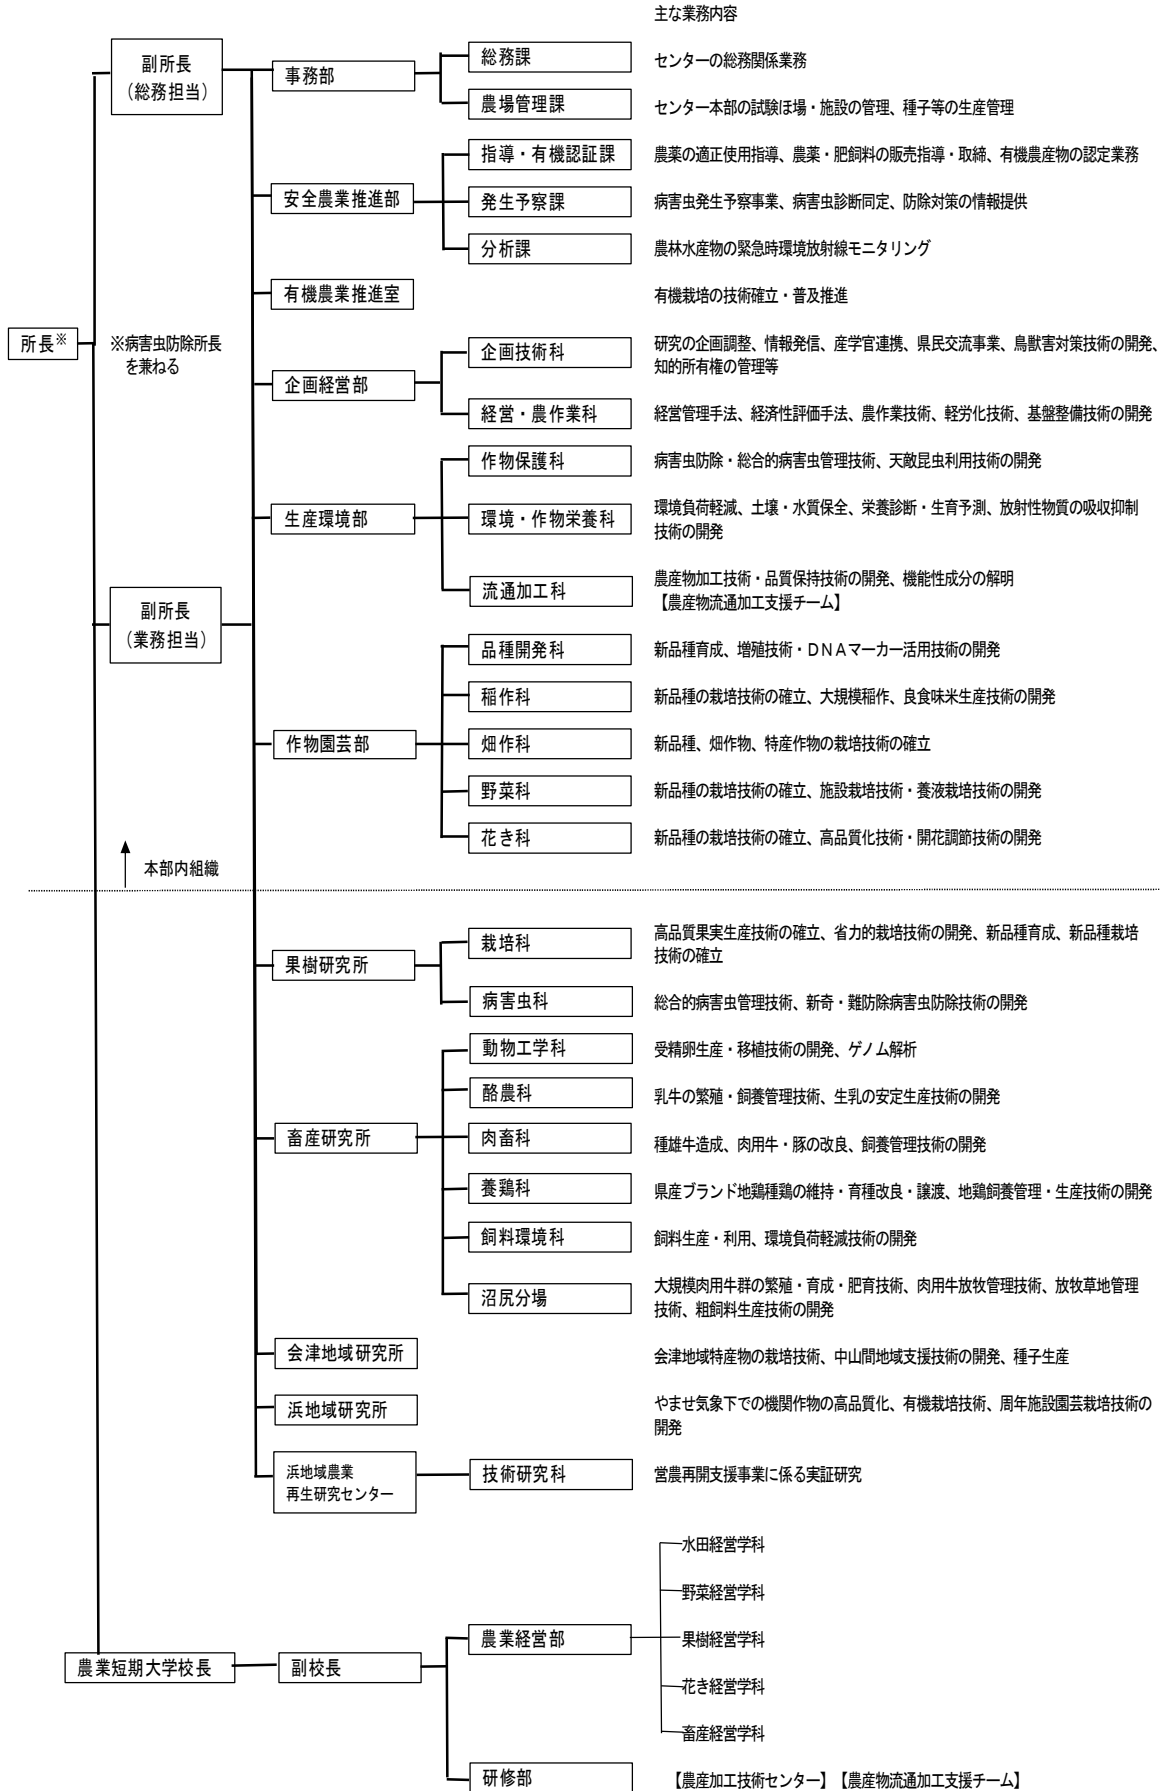 主な業務内容
副所長
（総務担当）
事務部
総務課
センターの総務関係業務
農場管理課
センター本部の試験ほ場・施設の管理、種子等の生産管理
指導・有機認証課
農薬の適正使用指導、農薬・肥飼料の販売指導・取締、有機農産物の認定業務
安全農業推進部
発生予察課
病害虫発生予察事業、病害虫診断同定、防除対策の情報提供
分析課
農林水産物の緊急時環境放射線モニタリング
有機農業推進室
有機栽培の技術確立・普及推進
所長※
※病害虫防除所長
を兼ねる
企画経営部
企画技術科
研究の企画調整、情報発信、産学官連携、県民交流事業、鳥獣害対策技術の開発、
知的所有権の管理等
経営・農作業科
経営管理手法、経済性評価手法、農作業技術、軽労化技術、基盤整備技術の開発
作物保護科
病害虫防除・総合的病害虫管理技術、天敵昆虫利用技術の開発
生産環境部
環境・作物栄養科
環境負荷軽減、土壌・水質保全、栄養診断・生育予測、放射性物質の吸収抑制
技術の開発
流通加工科
農産物加工技術・品質保持技術の開発、機能性成分の解明
【農産物流通加工支援チーム】
副所長
（業務担当）
品種開発科
新品種育成、増殖技術・ＤＮＡマーカー活用技術の開発
稲作科
新品種の栽培技術の確立、大規模稲作、良食味米生産技術の開発
作物園芸部
畑作科
新品種、畑作物、特産作物の栽培技術の確立
野菜科
新品種の栽培技術の確立、施設栽培技術・養液栽培技術の開発
花き科
新品種の栽培技術の確立、高品質化技術・開花調節技術の開発
本部内組織
果樹研究所
栽培科
高品質果実生産技術の確立、省力的栽培技術の開発、新品種育成、新品種栽培
技術の確立
病害虫科
総合的病害虫管理技術、新奇・難防除病害虫防除技術の開発
動物工学科
受精卵生産・移植技術の開発、ゲノム解析
酪農科
乳牛の繁殖・飼養管理技術、生乳の安定生産技術の開発
畜産研究所
肉畜科
種雄牛造成、肉用牛・豚の改良、飼養管理技術の開発
養鶏科
県産ブランド地鶏種鶏の維持・育種改良・譲渡、地鶏飼養管理・生産技術の開発
飼料環境科
飼料生産・利用、環境負荷軽減技術の開発
沼尻分場
大規模肉用牛群の繁殖・育成・肥育技術、肉用牛放牧管理技術、放牧草地管理
技術、粗飼料生産技術の開発
会津地域研究所
会津地域特産物の栽培技術、中山間地域支援技術の開発、種子生産
浜地域研究所
やませ気象下での機関作物の高品質化、有機栽培技術、周年施設園芸栽培技術の
開発
浜地域農業
再生研究センター
技術研究科
営農再開支援事業に係る実証研究
水田経営学科
野菜経営学科
農業経営部
果樹経営学科
農業短期大学校長
副校長
花き経営学科
畜産経営学科
研修部
【農産加工技術センター】【農産物流通加工支援チーム】